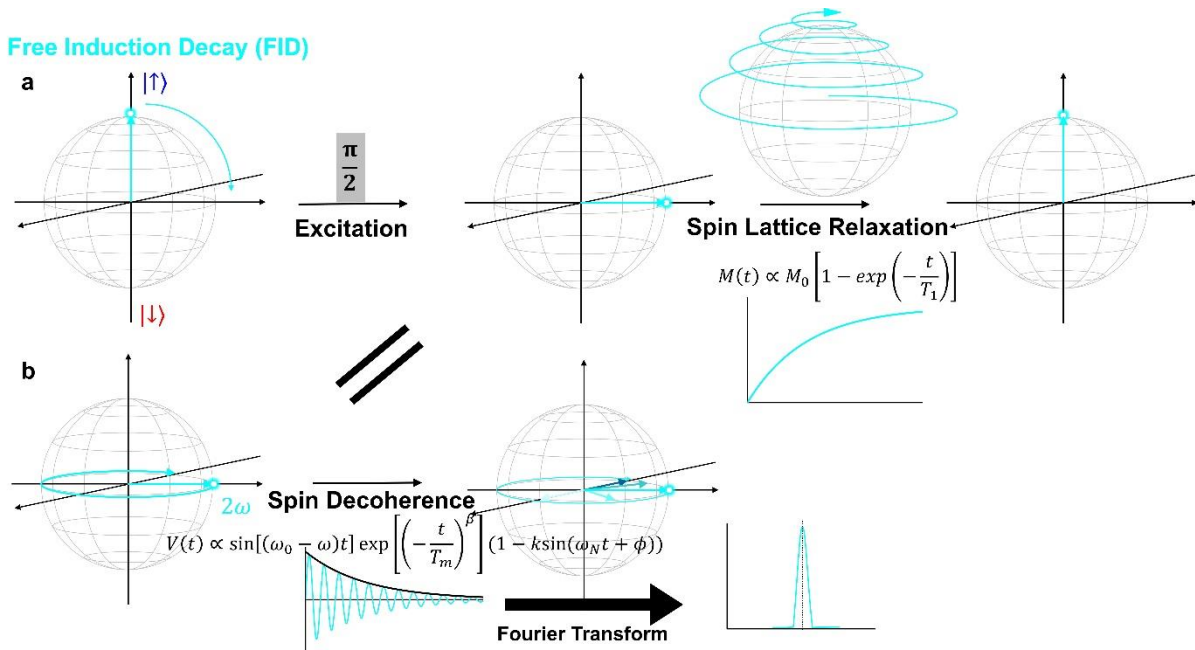 Free Induction Decay (FID)
a
|↑⟩
π/2
Excitation
|↓⟩
Spin Lattice Relaxation
M(t) ∝ M₀ [1 − exp (−t/T₁)]
b
2ω
Spin Decoherence
V(t) ∝ sin[(ω₀ − ω)t] exp [(−t/Tₘ)^β] (1 − ksin(ω_N t + ϕ))
Fourier Transform